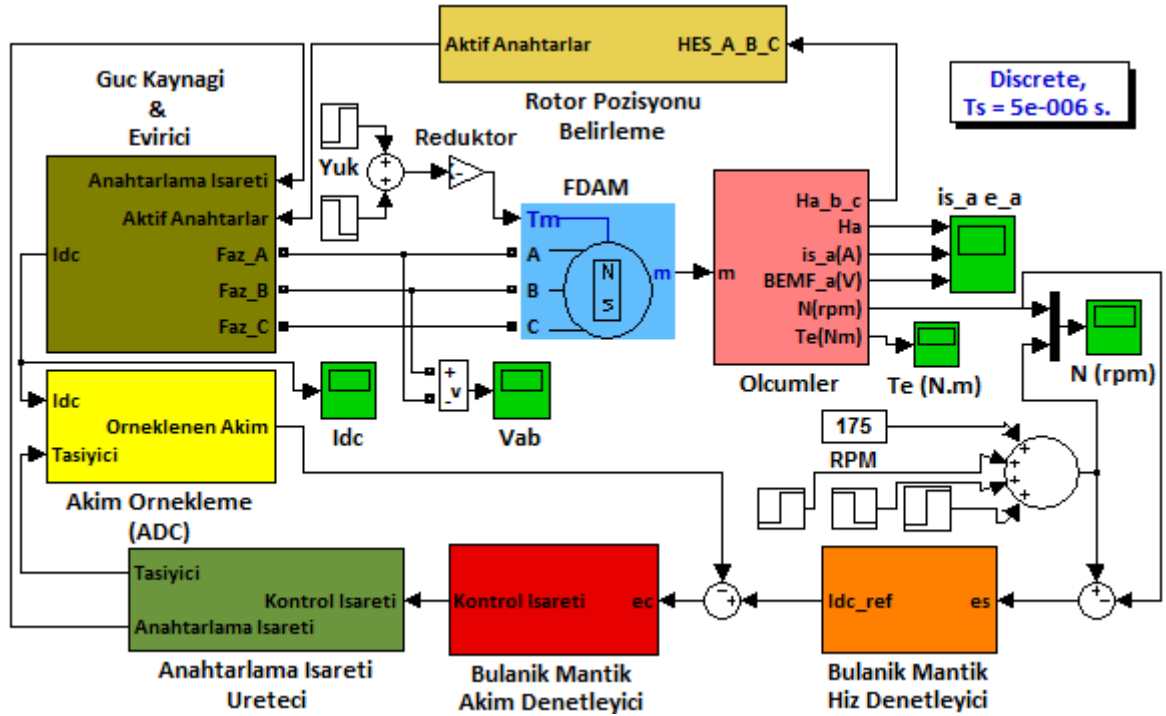 Aktif Anahtarlar
HES_A_B_C
Rotor Pozisyonu
Belirleme
Discrete,
Ts = 5e-006 s.
Guc Kaynagi
&
Evirici
Anahtarlama Isareti
Aktif Anahtarlar
Idc
Faz_A
Faz_B
Faz_C
Yuk
+
+
Reduktor
-
FDAM
Tm
A
B
C
N
S
m
m
Ha_b_c
Ha
is_a(A)
BEMF_a(V)
N(rpm)
Te(Nm)
Olcumler
is_a e_a
Te (N.m)
N (rpm)
Idc
Orneklenen Akim
Tasiyici
Akim Ornekleme
(ADC)
Idc
+
-
v
Vab
175
RPM
+
+
+
+
Tasiyici
Kontrol Isareti
Anahtarlama Isareti
Anahtarlama Isareti
Ureteci
Kontrol Isareti
ec
Bulanik Mantik
Akim Denetleyici
-
+
Idc_ref
es
Bulanik Mantik
Hiz Denetleyici
+
-